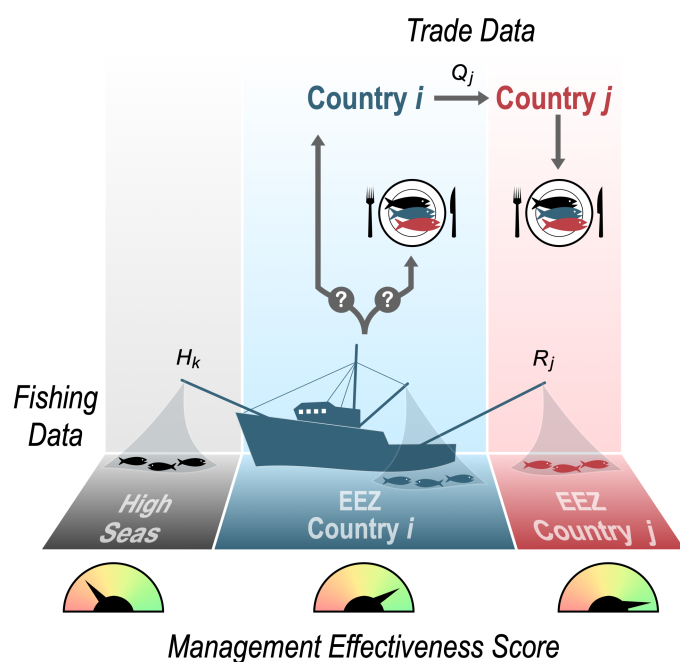 Trade Data
Country i
Q_j
Country j
?
?
H_k
R_j
Fishing
Data
High
Seas
EEZ
Country i
EEZ
Country j
Management Effectiveness Score